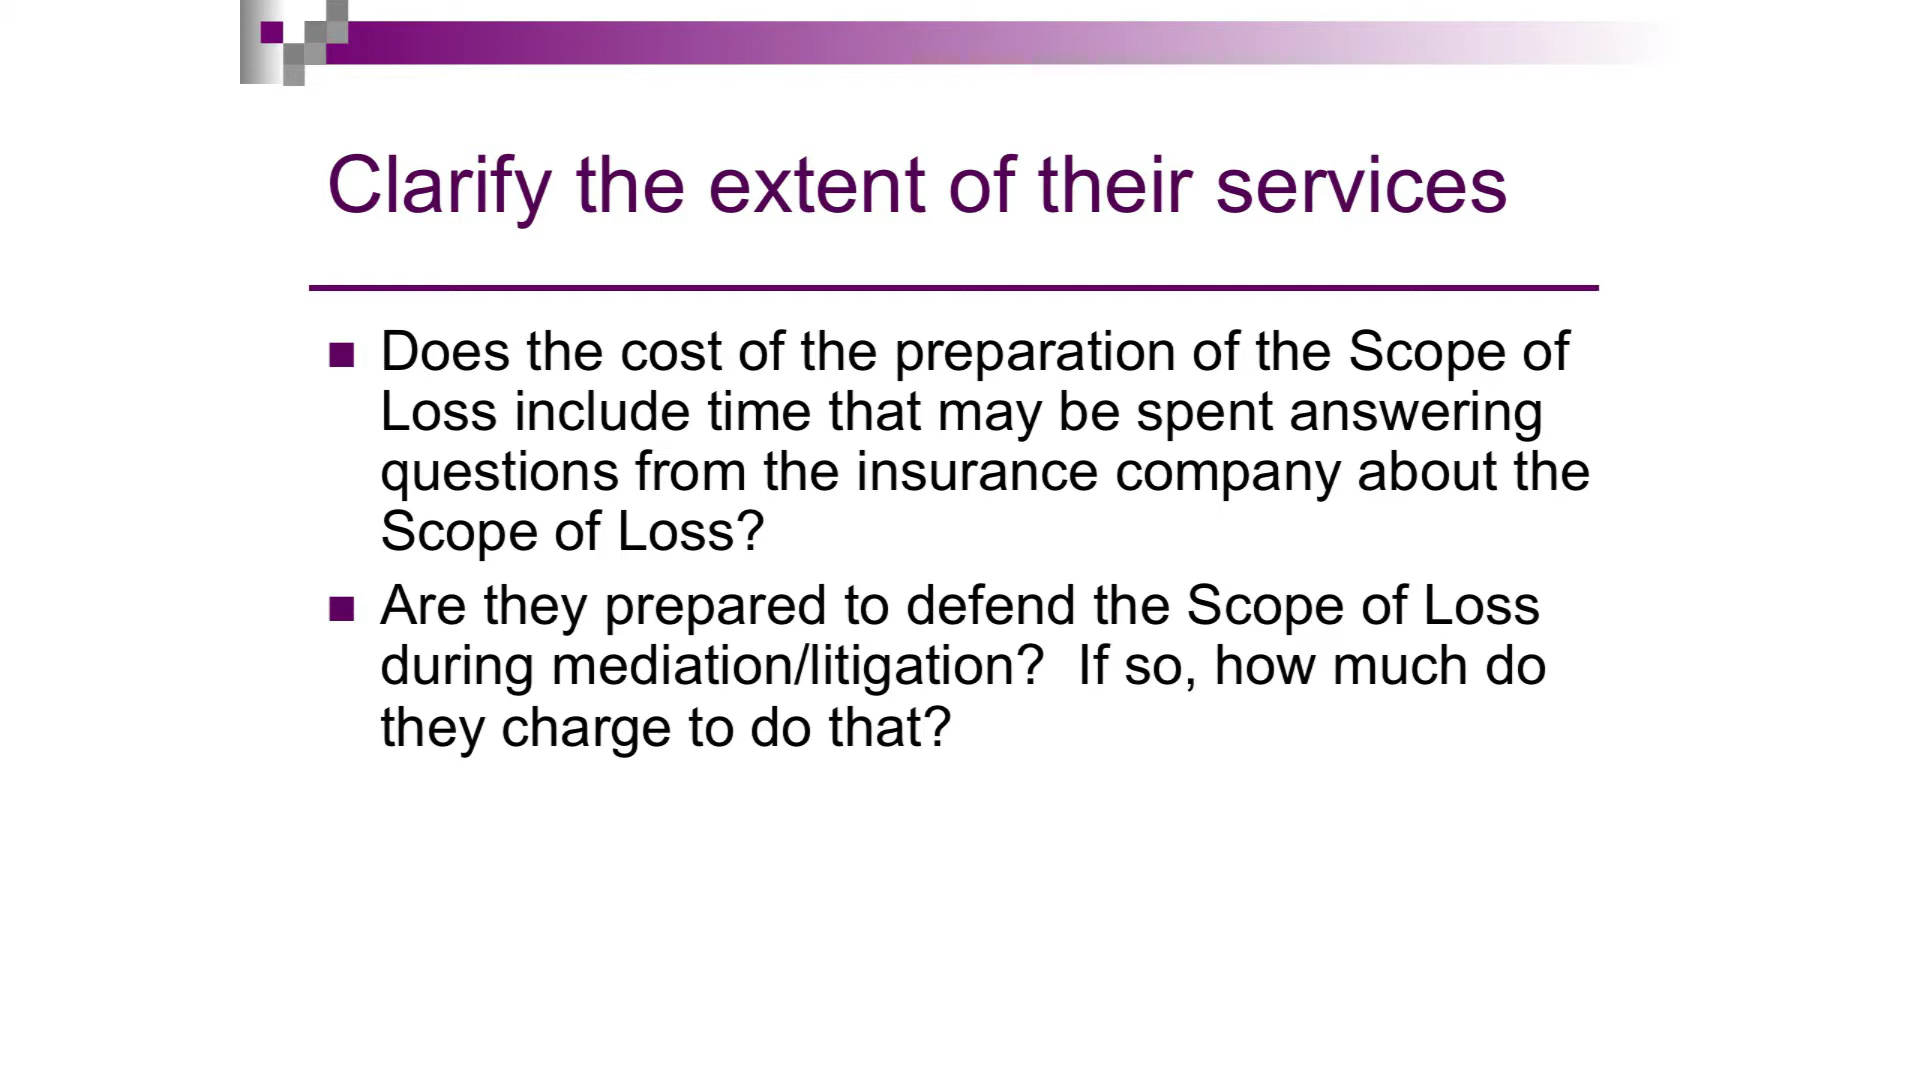 Clarify the extent of their services
Does the cost of the preparation of the Scope of
Loss include time that may be spent answering
questions from the insurance company about the
Scope of Loss?
Are they prepared to defend the Scope of Loss
during mediation/litigation?  If so, how much do
they charge to do that?